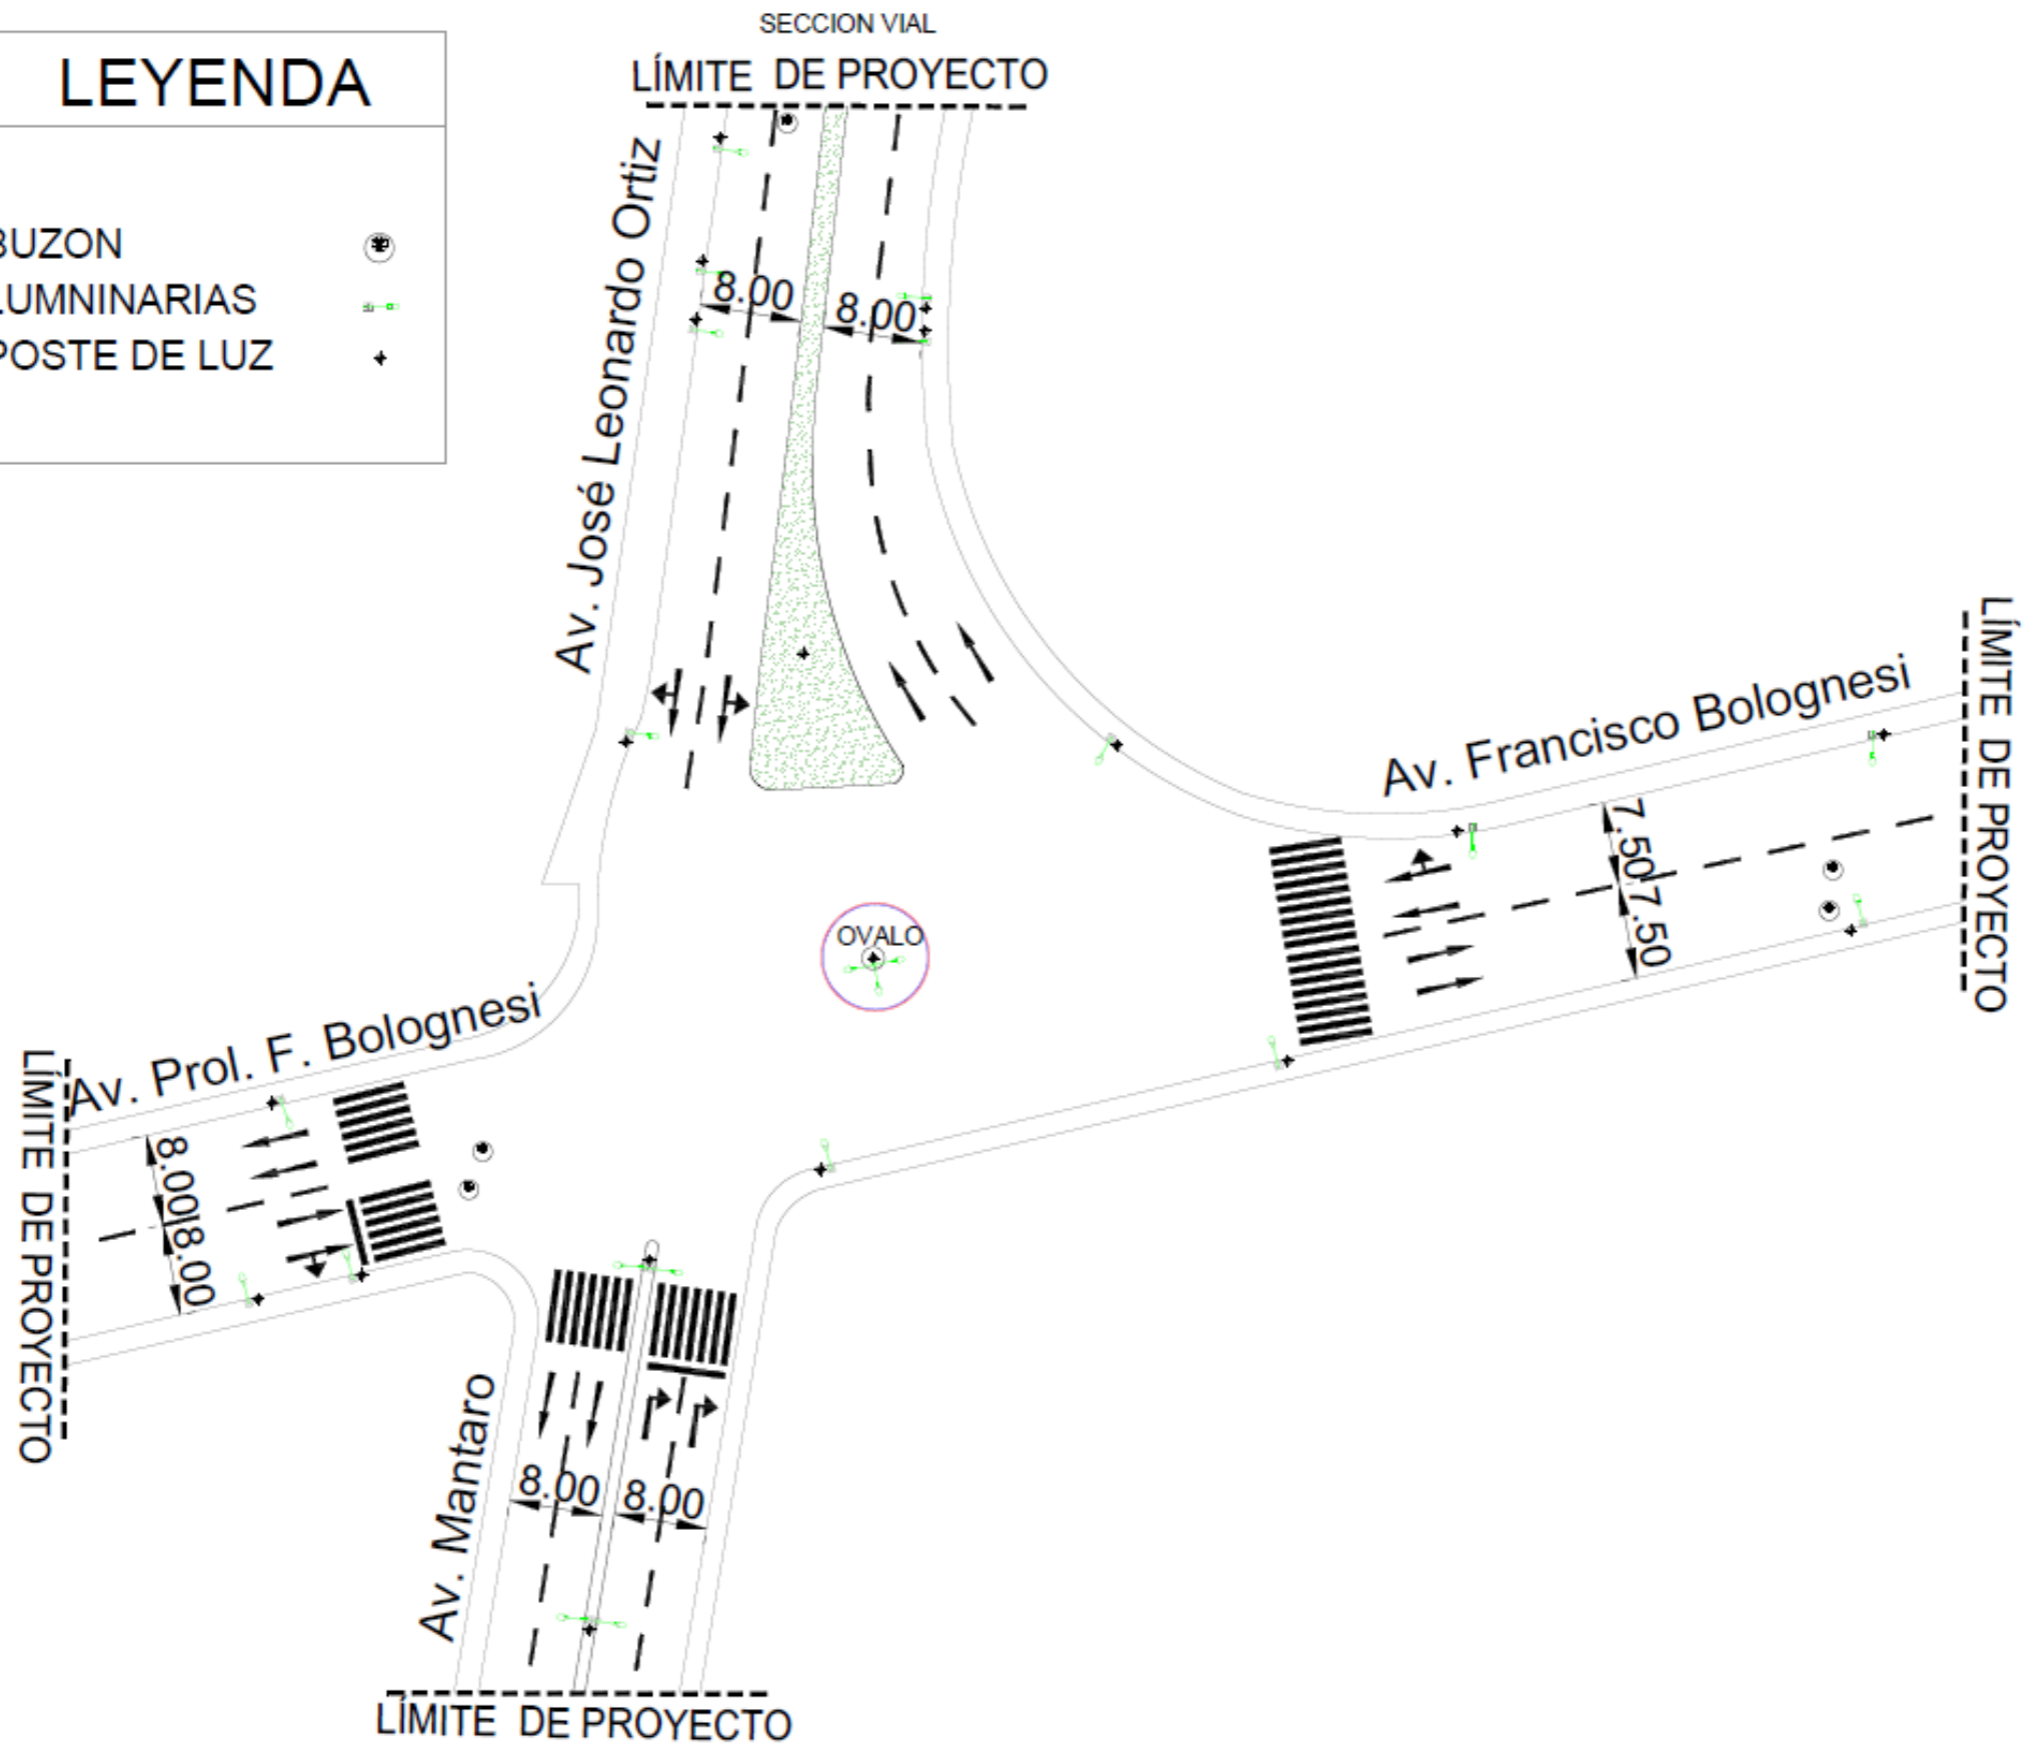 SECCION VIAL
LÍMITE DE PROYECTO
LEYENDA
BUZON
LUMNINARIAS
POSTE DE LUZ
Av. José Leonardo Ortiz
8.00
8.00
Av. Francisco Bolognesi
LÍMITE DE PROYECTO
7.50
7.50
OVALO
Av. Prol. F. Bolognesi
LÍMITE DE PROYECTO
8.00
8.00
Av. Mantaro
8.00
8.00
LÍMITE DE PROYECTO